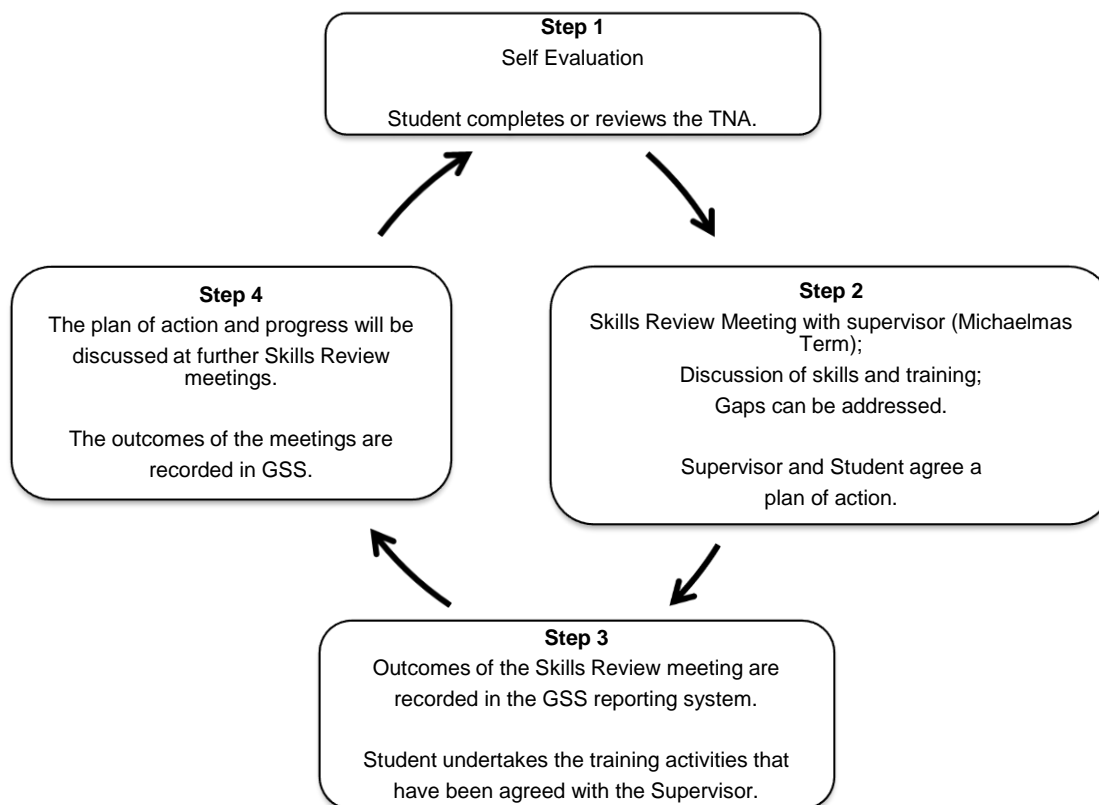 Step 1
Self Evaluation
Student completes or reviews the TNA.
Step 2
Skills Review Meeting with supervisor (Michaelmas
Term);
Discussion of skills and training;
Gaps can be addressed.
Supervisor and Student agree a
plan of action.
Step 3
Outcomes of the Skills Review meeting are
recorded in the GSS reporting system.
Student undertakes the training activities that
have been agreed with the Supervisor.
Step 4
The plan of action and progress will be
discussed at further Skills Review
meetings.
The outcomes of the meetings are
recorded in GSS.